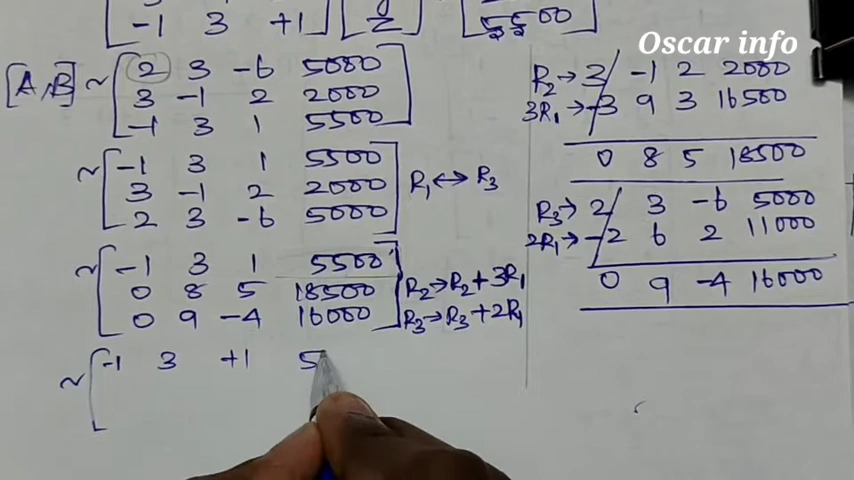 -1 3 +1 z 5500
Oscar info
[A,B] ~ [ 2 3 -6 5000
3 -1 2 2000
-1 3 1 5500 ]
~ [ -1 3 1 5500
3 -1 2 2000
2 3 -6 5000 ] R₁ ↔ R₃
~ [ -1 3 1 5500
0 8 5 18500
0 9 -4 16000 ]
R₂→R₂+3R₁
R₃→R₃+2R₁
~ [ -1 3 +1 5
R₂→ 3 -1 2 2000
3R₁→ -3 9 3 16500
0 8 5 18500
R₃→ 2 3 -6 5000
2R₁→ -2 6 2 11000
0 9 -4 16000